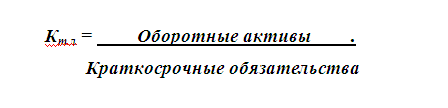 Кт.л = Оборотные активы .
Краткосрочные обязательства